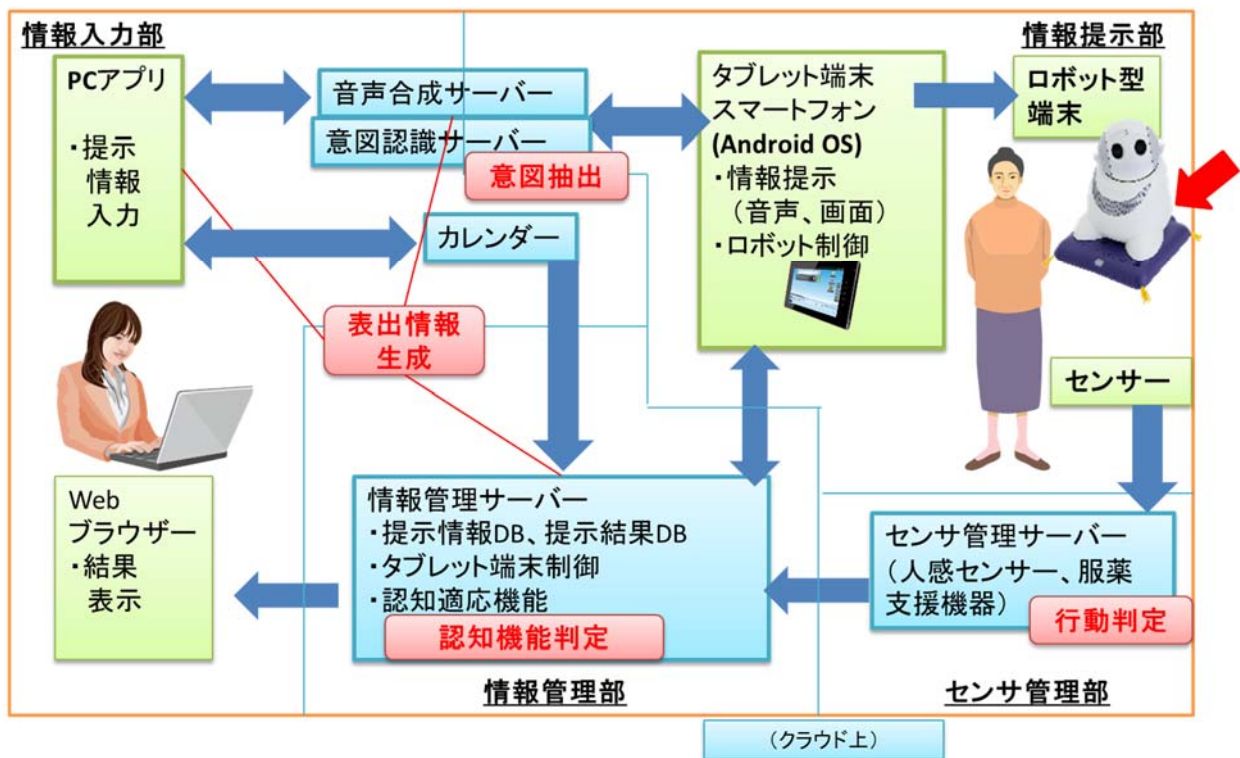 情報入力部
PCアプリ
・提示
情報
入力
音声合成サーバー
意図認識サーバー
意図抽出
カレンダー
表出情報
生成
タブレット端末
スマートフォン
(Android OS)
・情報提示
(音声、画面)
・ロボット制御
情報提示部
ロボット型
端末
センサー
Web
ブラウザー
・結果
表示
情報管理サーバー
・提示情報DB、提示結果DB
・タブレット端末制御
・認知適応機能
認知機能判定
情報管理部
センサ管理サーバー
(人感センサー、服薬
支援機器)
行動判定
センサ管理部
(クラウド上)